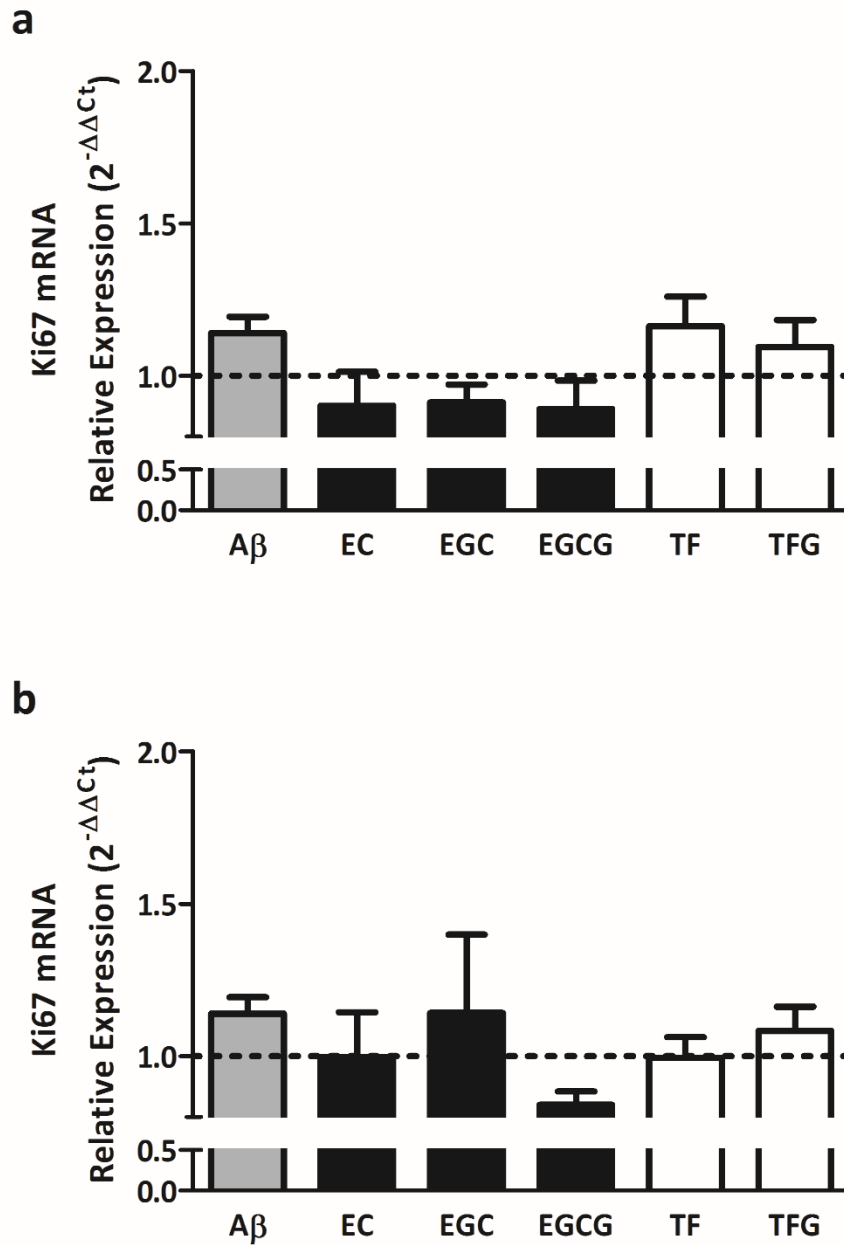 a
Ki67 mRNA
Relative Expression (2^-ΔΔCt)
2.0
1.5
1.0
0.5
0.0
Aβ EC EGC EGCG TF TFG
b
Ki67 mRNA
Relative Expression (2^-ΔΔCt)
2.0
1.5
1.0
0.5
0.0
Aβ EC EGC EGCG TF TFG